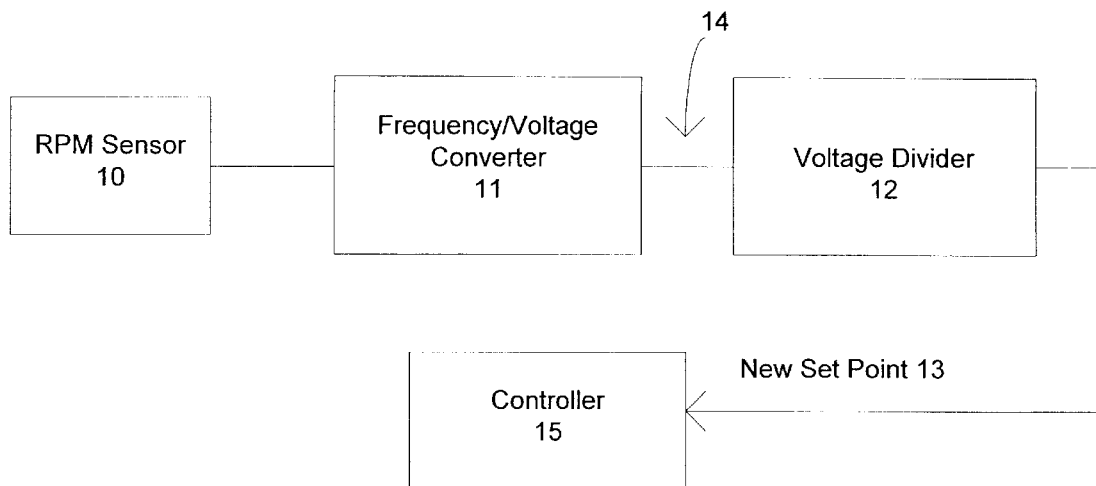 14
RPM Sensor
10
Frequency/Voltage
Converter
11
Voltage Divider
12
New Set Point 13
Controller
15